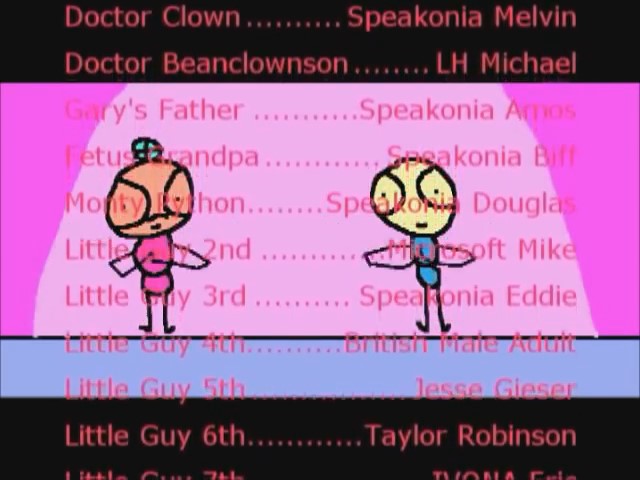 Doctor Clown.......... Speakonia Melvin
Doctor Beanclownson........ LH Michael
Gary's Father ...........Speakonia Amos
Fetus Grandpa............ Speakonia Biff
Monty Python........Speakonia Douglas
Little Guy 2nd ............Microsoft Mike
Little Guy 3rd .......... Speakonia Eddie
Little Guy 4th..........British Male Adult
Little Guy 5th................ Jesse Gieser
Little Guy 6th............Taylor Robinson
Little Guy 7th................ IVONA Eric